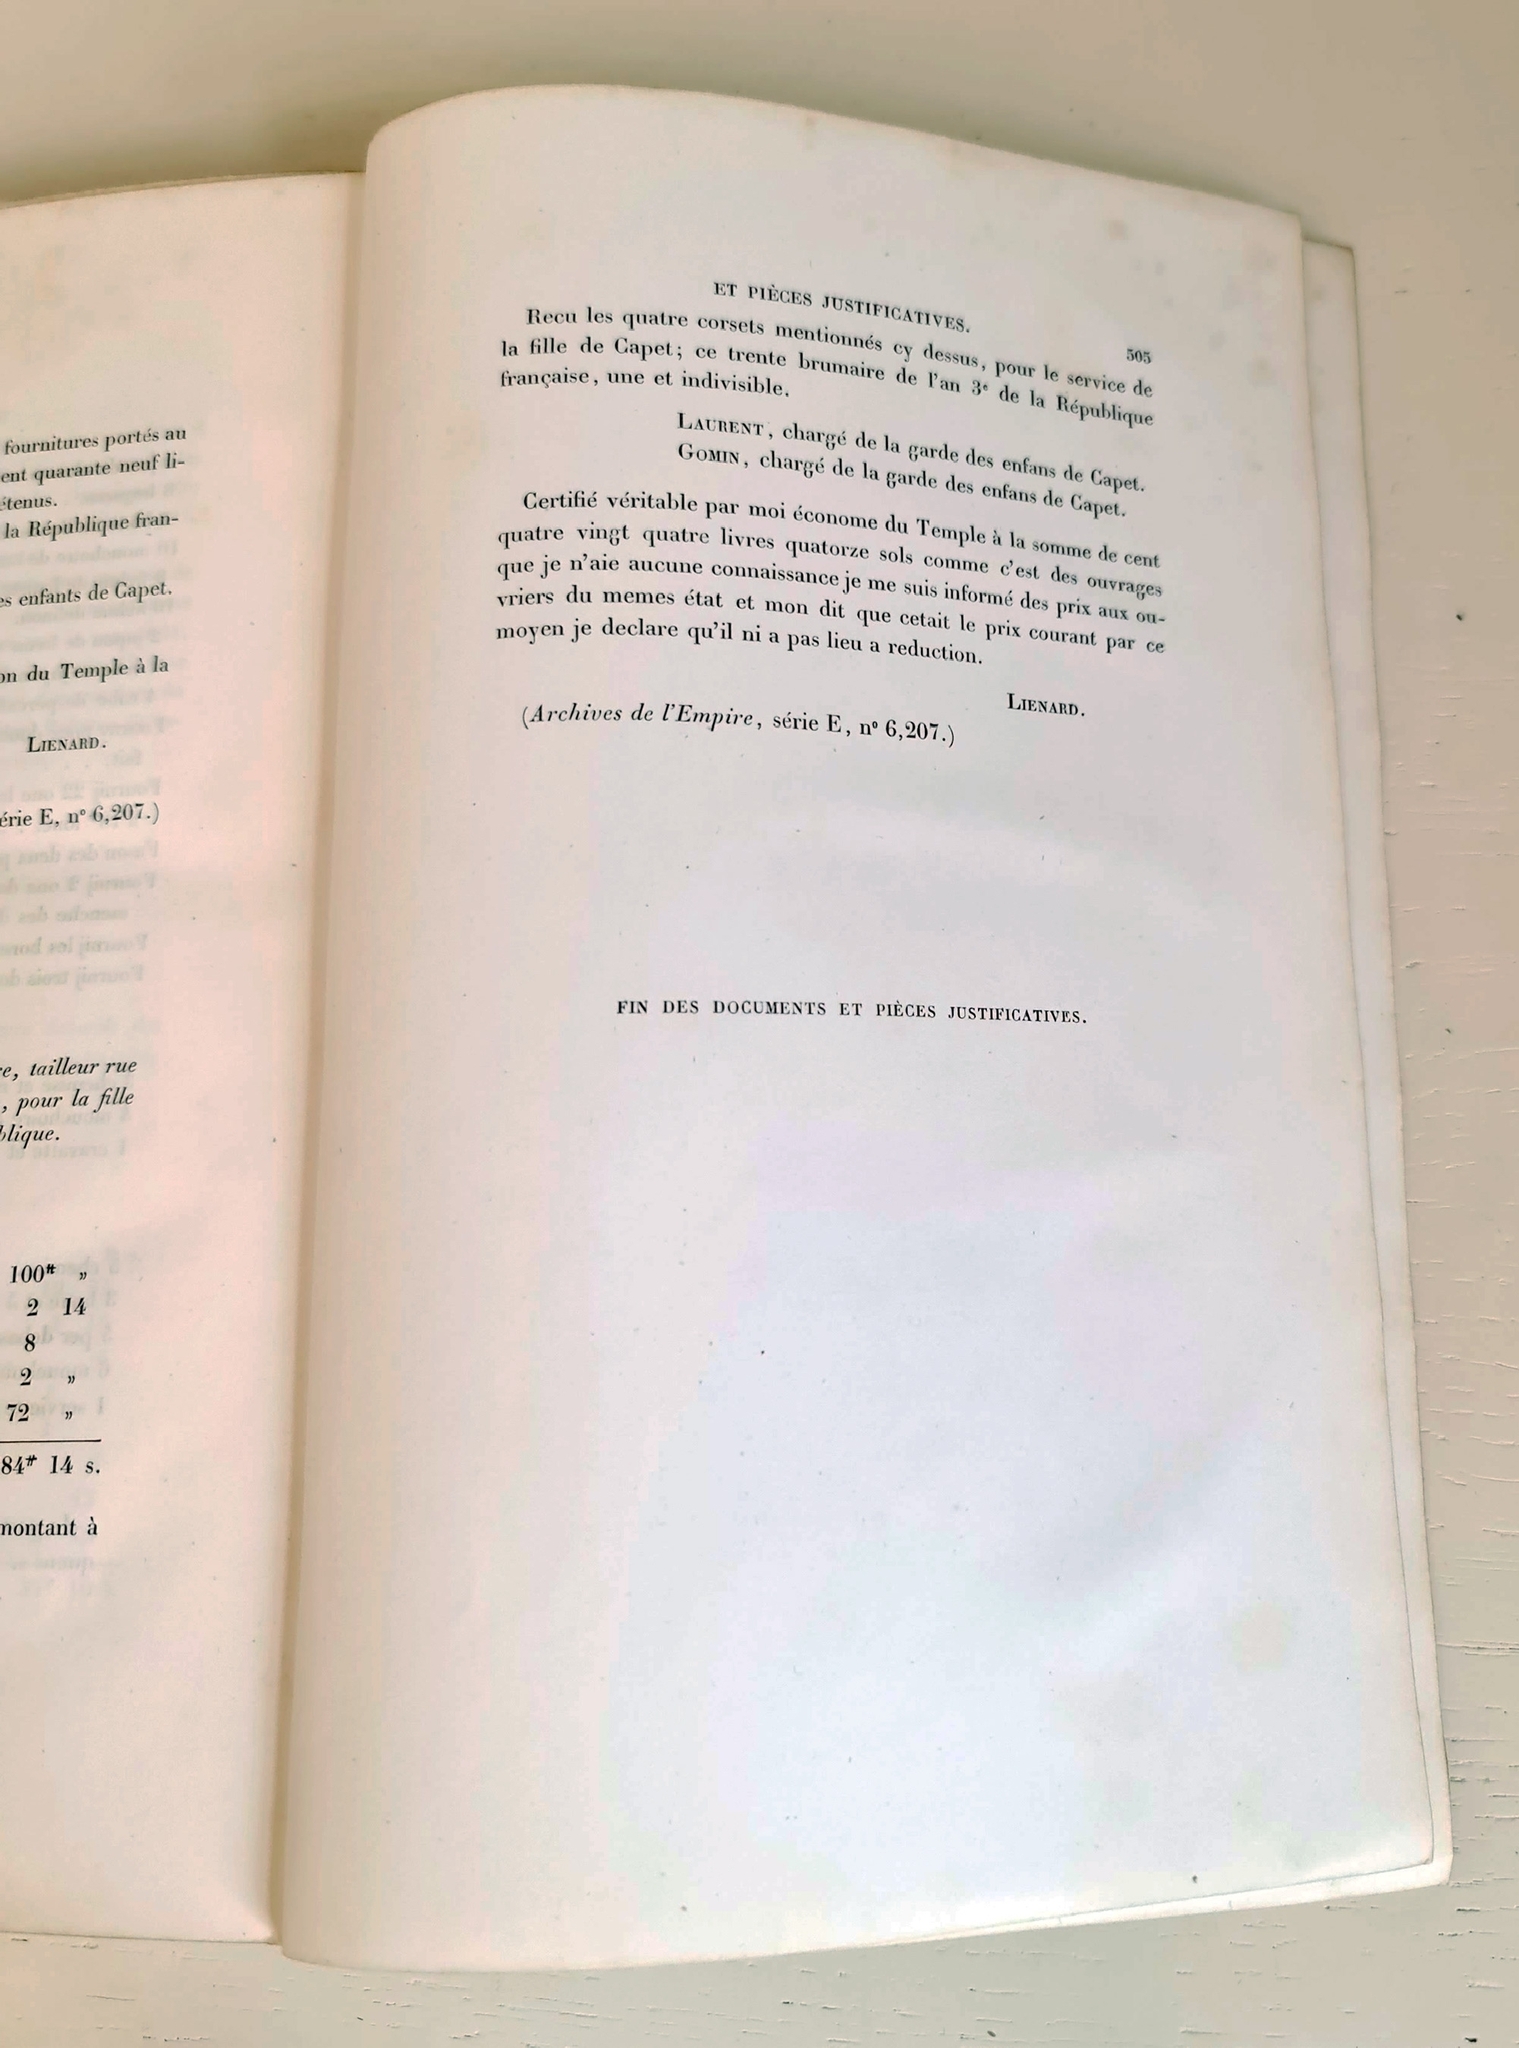 fournitures portés au
ent quarante neuf li-
étenus.
la République fran-
es enfants de Capet.
on du Temple à la
LIENARD.
érie E, n° 6,207.)
re, tailleur rue
, pour la fille
blique.
100# »
2 14
8
2 »
72 »
84# 14 s.
montant à
ET PIÈCES JUSTIFICATIVES. 505
Recu les quatre corsets mentionnés cy dessus, pour le service de
la fille de Capet; ce trente brumaire de l'an 3e de la République
française, une et indivisible.
LAURENT, chargé de la garde des enfans de Capet.
GOMIN, chargé de la garde des enfans de Capet.
Certifié véritable par moi économe du Temple à la somme de cent
quatre vingt quatre livres quatorze sols comme c'est des ouvrages
que je n'aie aucune connaissance je me suis informé des prix aux ou-
vriers du memes état et mon dit que cetait le prix courant par ce
moyen je declare qu'il ni a pas lieu a reduction.
LIENARD.
(Archives de l'Empire, série E, n° 6,207.)
FIN DES DOCUMENTS ET PIÈCES JUSTIFICATIVES.